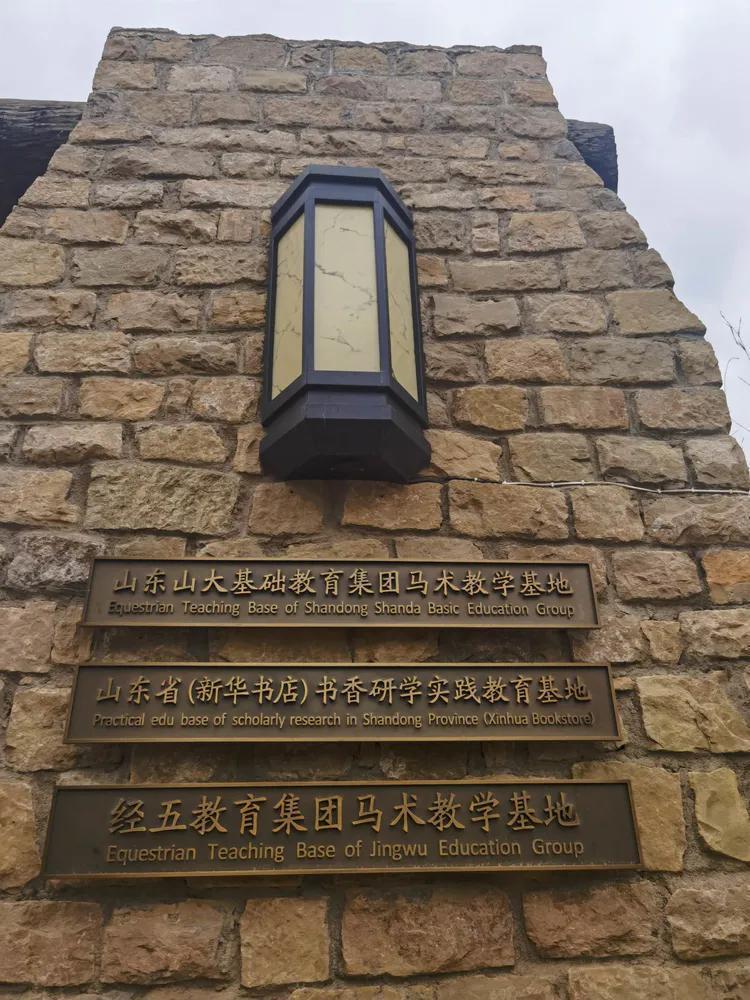 山东山大基础教育集团马术教学基地
Equestrian Teaching Base of Shandong Shanda Basic Education Group
山东省(新华书店)书香研学实践教育基地
Practical edu base of scholarly research in Shandong Province (Xinhua Bookstore)
经五教育集团马术教学基地
Equestrian Teaching Base of Jingwu Education Group